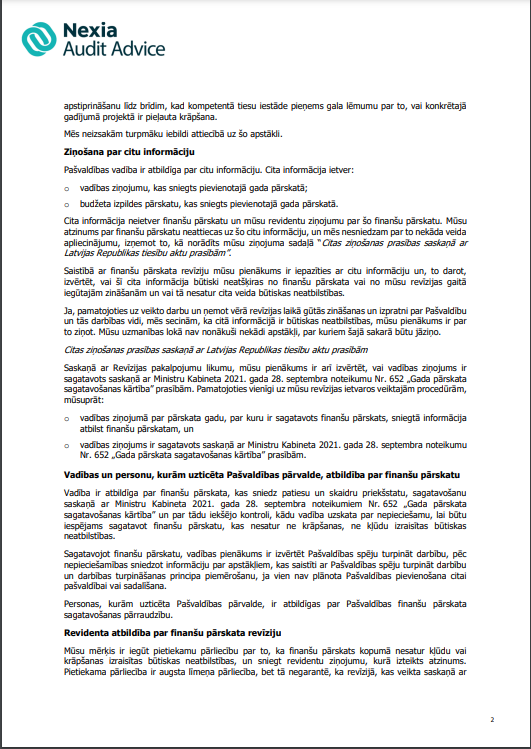 Nexia
Audit Advice
apstiprināšanu līdz brīdim, kad kompetentā tiesu iestāde pieņems gala lēmumu par to, vai konkrētajā
gadījumā projektā ir pieļauta krāpšana.
Mēs neizsakām turpmāku iebildi attiecībā uz šo apstākli.
Ziņošana par citu informāciju
Pašvaldības vadība ir atbildīga par citu informāciju. Cita informācija ietver:
o vadības ziņojumu, kas sniegts pievienotajā gada pārskatā;
o budžeta izpildes pārskatu, kas sniegts pievienotajā gada pārskatā.
Cita informācija neietver finanšu pārskatu un mūsu revidentu ziņojumu par šo finanšu pārskatu. Mūsu
atzinums par finanšu pārskatu neattiecas uz šo citu informāciju, un mēs nesniedzam par to nekāda veida
apliecinājumu, izņemot to, kā norādīts mūsu ziņojuma sadaļā "Citas ziņošanas prasības saskaņā ar
Latvijas Republikas tiesību aktu prasībām".
Saistībā ar finanšu pārskata revīziju mūsu pienākums ir iepazīties ar citu informāciju un, to darot,
izvērtēt, vai šī cita informācija būtiski neatšķiras no finanšu pārskata vai no mūsu revīzijas gaitā
iegūtajām zināšanām un vai tā nesatur cita veida būtiskas neatbilstības.
Ja, pamatojoties uz veikto darbu un ņemot vērā revīzijas laikā gūtās zināšanas un izpratni par Pašvaldību
un tās darbības vidi, mēs secinām, ka citā informācijā ir būtiskas neatbilstības, mūsu pienākums ir par
to ziņot. Mūsu uzmanības lokā nav nonākuši nekādi apstākļi, par kuriem šajā sakarā būtu jāziņo.
Citas ziņošanas prasības saskaņā ar Latvijas Republikas tiesību aktu prasībām
Saskaņā ar Revīzijas pakalpojumu likumu, mūsu pienākums ir arī izvērtēt, vai vadības ziņojums ir
sagatavots saskaņā ar Ministru Kabineta 2021. gada 28. septembra noteikumu Nr. 652 „Gada pārskata
sagatavošanas kārtība” prasībām. Pamatojoties vienīgi uz mūsu revīzijas ietvaros veiktajām procedūrām,
mūsuprāt:
o vadības ziņojumā par pārskata gadu, par kuru ir sagatavots finanšu pārskats, sniegtā informācija
atbilst finanšu pārskatam, un
o vadības ziņojums ir sagatavots saskaņā ar Ministru Kabineta 2021. gada 28. septembra noteikumu
Nr. 652 „Gada pārskata sagatavošanas kārtība” prasībām.
Vadības un personu, kurām uzticēta Pašvaldības pārvalde, atbildība par finanšu pārskatu
Vadība ir atbildīga par finanšu pārskata, kas sniedz patiesu un skaidru priekšstatu, sagatavošanu
saskaņā ar Ministru Kabineta 2021. gada 28. septembra noteikumiem Nr. 652 „Gada pārskata
sagatavošanas kārtība” un par tādu iekšējo kontroli, kādu vadība uzskata par nepieciešamu, lai būtu
iespējams sagatavot finanšu pārskatu, kas nesatur ne krāpšanas, ne kļūdu izraisītas būtiskas
neatbilstības.
Sagatavojot finanšu pārskatu, vadības pienākums ir izvērtēt Pašvaldības spēju turpināt darbību, pēc
nepieciešamības sniedzot informāciju par apstākļiem, kas saistīti ar Pašvaldības spēju turpināt darbību
un darbības turpināšanas principa piemērošanu, ja vien nav plānota Pašvaldības pievienošana citai
pašvaldībai vai sadalīšana.
Personas, kurām uzticēta Pašvaldības pārvalde, ir atbildīgas par Pašvaldības finanšu pārskata
sagatavošanas pārraudzību.
Revidenta atbildība par finanšu pārskata revīziju
Mūsu mērķis ir iegūt pietiekamu pārliecību par to, ka finanšu pārskats kopumā nesatur kļūdu vai
krāpšanas izraisītas būtiskas neatbilstības, un sniegt revidentu ziņojumu, kurā izteikts atzinums.
Pietiekama pārliecība ir augsta līmeņa pārliecība, bet tā negarantē, ka revīzijā, kas veikta saskaņā ar
2